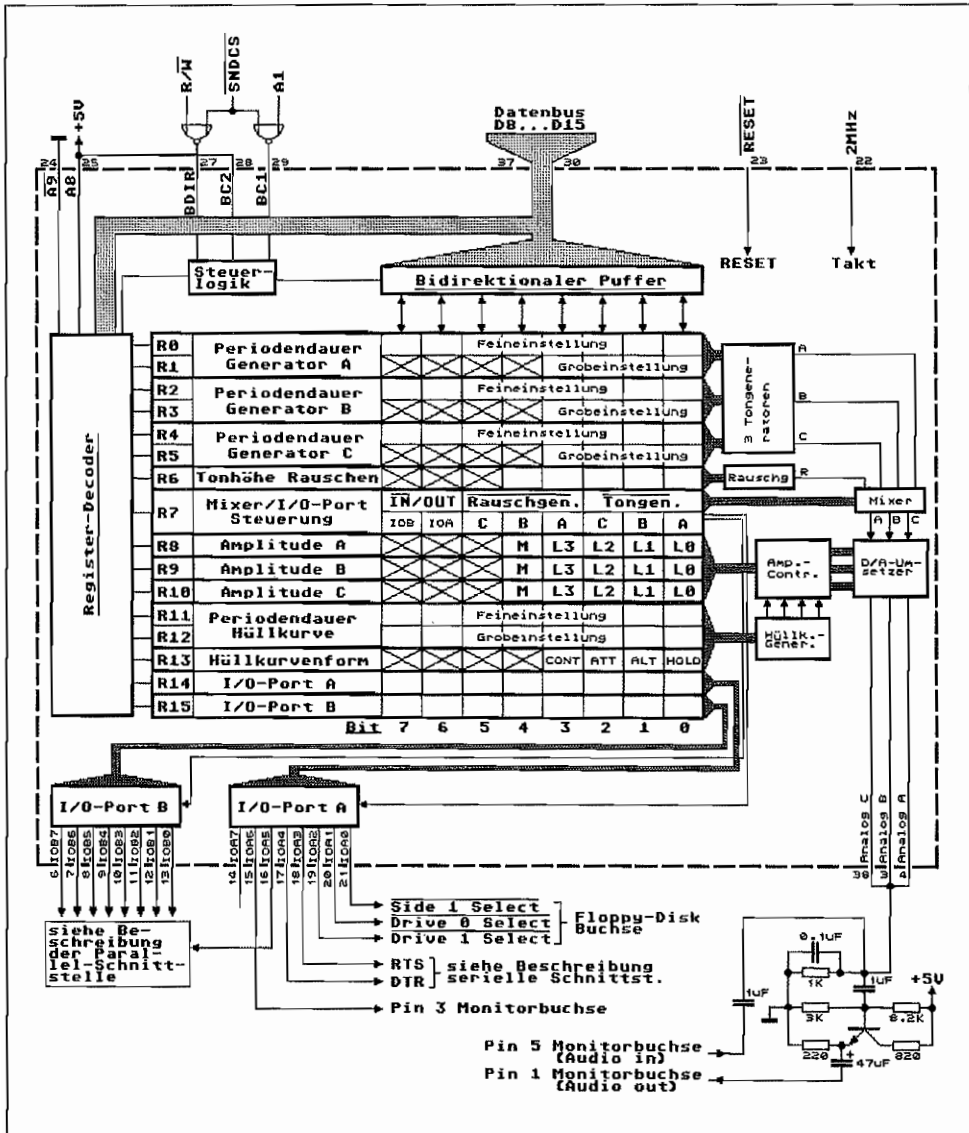 R/W
SNDCS
A1
+5V
Datenbus
D8...D15
RESET
2MHz
24
25
27
28
29
37
30
23
22
A9
A8
BDIR
BC2
BC1
RESET
Takt
Steuer-
logik
Bidirektionaler Puffer
Register-Decoder
R0
R1
Periodendauer
Generator A
Feineinstellung
Grobeinstellung
R2
R3
Periodendauer
Generator B
Feineinstellung
Grobeinstellung
R4
R5
Periodendauer
Generator C
Feineinstellung
Grobeinstellung
R6 Tonhöhe Rauschen
R7
Mixer/I/O-Port
Steuerung
IN/OUT Rauschgen. Tongen.
IOB IOA C B A C B A
R8 Amplitude A M L3 L2 L1 L0
R9 Amplitude B M L3 L2 L1 L0
R10 Amplitude C M L3 L2 L1 L0
R11
R12
Periodendauer
Hüllkurve
Feineinstellung
Grobeinstellung
R13 Hüllkurvenform CONT ATT ALT HOLD
R14 I/O-Port A
R15 I/O-Port B
Bit 7 6 5 4 3 2 1 0
3 Tongene-
ratoren
A
B
C
Rauschg
R
Mixer
A B C
Amp.-
Contr.
D/A-Um-
setzer
Hüllk.-
Gener.
I/O-Port B
I/O-Port A
6 IOB7
7 IOB6
8 IOB5
9 IOB4
10 IOB3
11 IOB2
12 IOB1
13 IOB0
14 IOA7
15 IOA6
16 IOA5
17 IOA4
18 IOA3
19 IOA2
20 IOA1
21 IOA0
38 Analog C
3 Analog B
4 Analog A
siehe Be-
schreibung
der Paral-
lel-Schnitt-
stelle
Side 1 Select
Drive 0 Select
Drive 1 Select
Floppy-Disk
Buchse
RTS
DTR
siehe Beschreibung
serielle Schnittst.
Pin 3 Monitorbuchse
Pin 5 Monitorbuchse
(Audio in)
Pin 1 Monitorbuchse
(Audio out)
0.1uF
1K
1uF
1uF
+5V
3K
8.2K
220
820
+
47uF